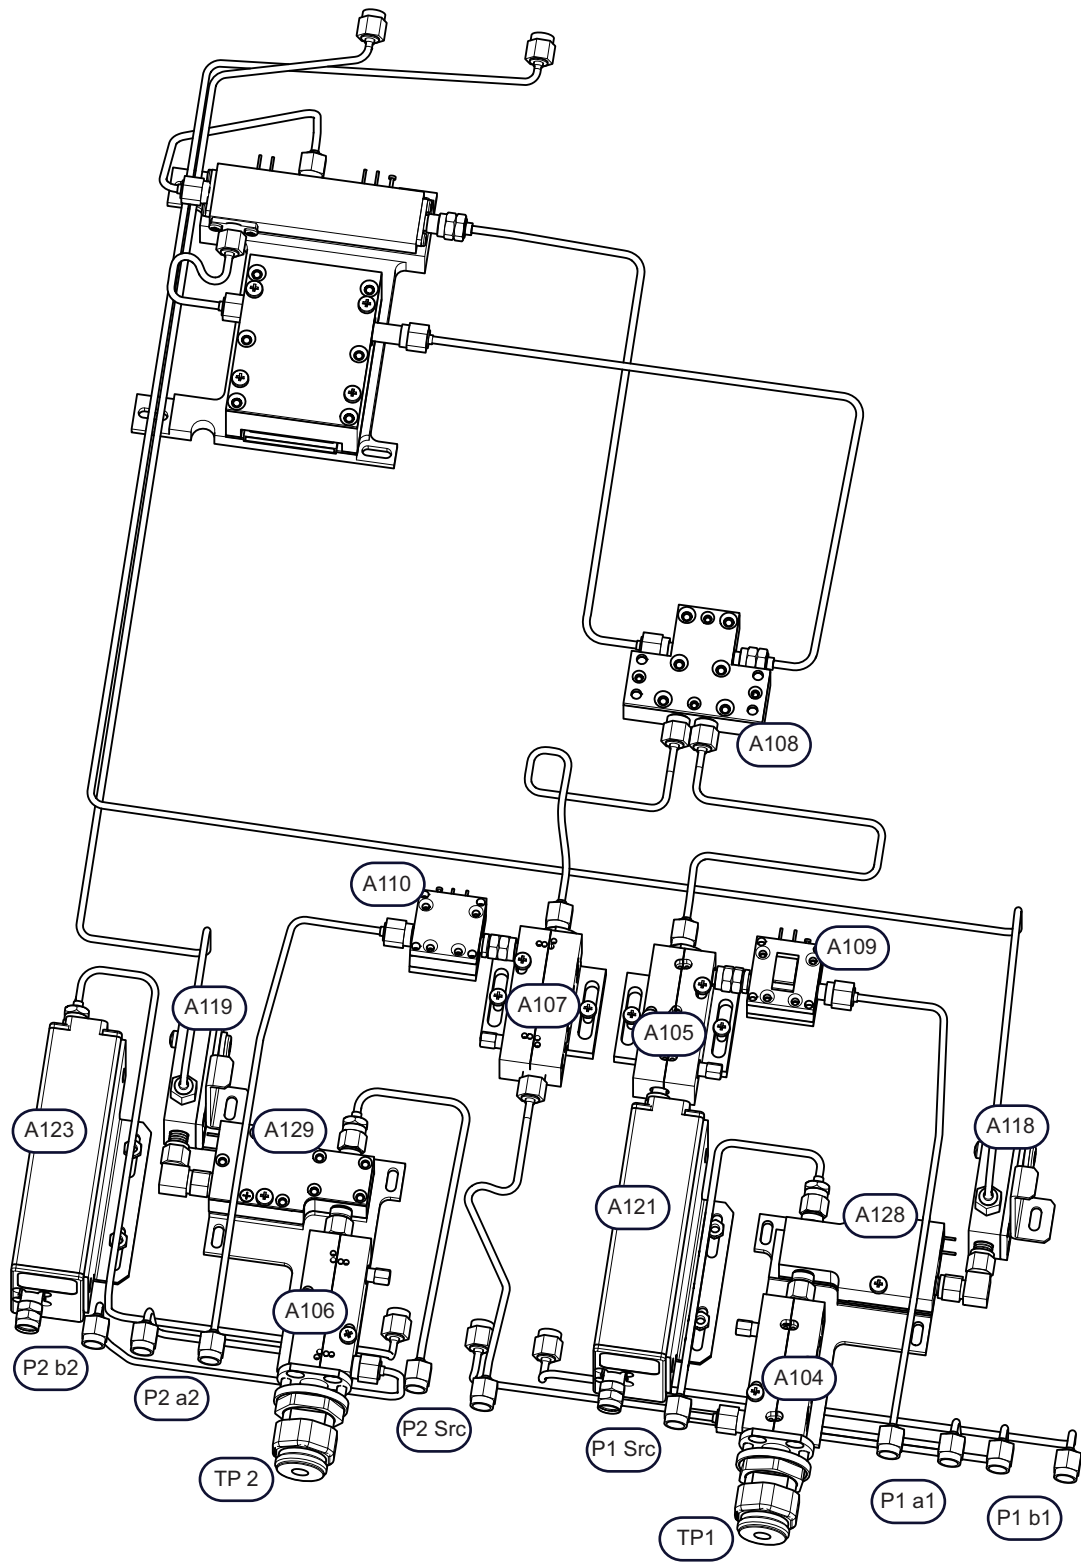 A108
A110
A109
A107
A119
A105
A123
A129
A118
A121
A128
A106
P2 b2
A104
P2 a2
P2 Src
P1 Src
TP 2
P1 a1
P1 b1
TP1